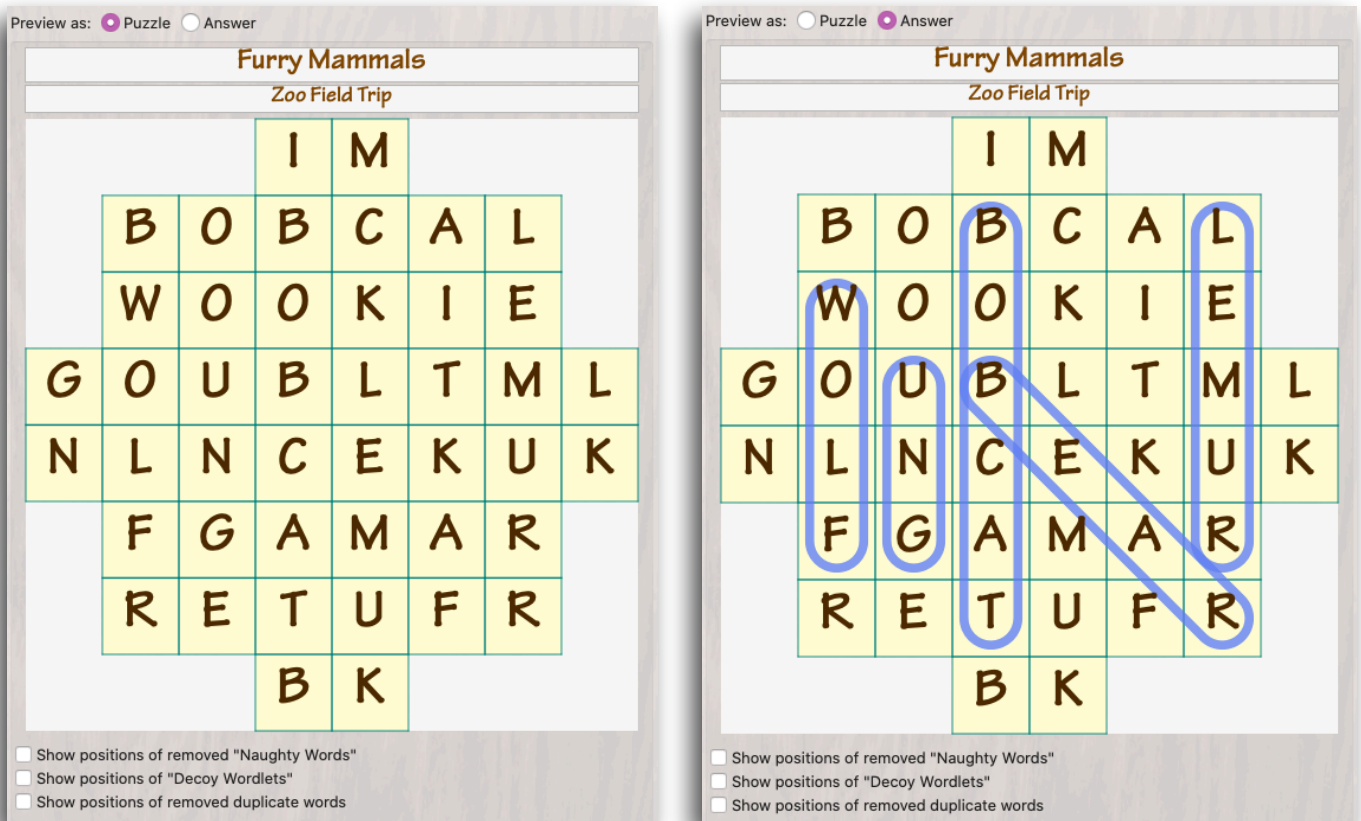 Preview as: Puzzle Answer
Furry Mammals
Zoo Field Trip
I M
B O B C A L
W O O K I E
G O U B L T M L
N L N C E K U K
F G A M A R
R E T U F R
B K
Show positions of removed "Naughty Words"
Show positions of "Decoy Wordlets"
Show positions of removed duplicate words
Preview as: Puzzle Answer
Furry Mammals
Zoo Field Trip
I M
B O B C A L
W O O K I E
G O U B L T M L
N L N C E K U K
F G A M A R
R E T U F R
B K
Show positions of removed "Naughty Words"
Show positions of "Decoy Wordlets"
Show positions of removed duplicate words